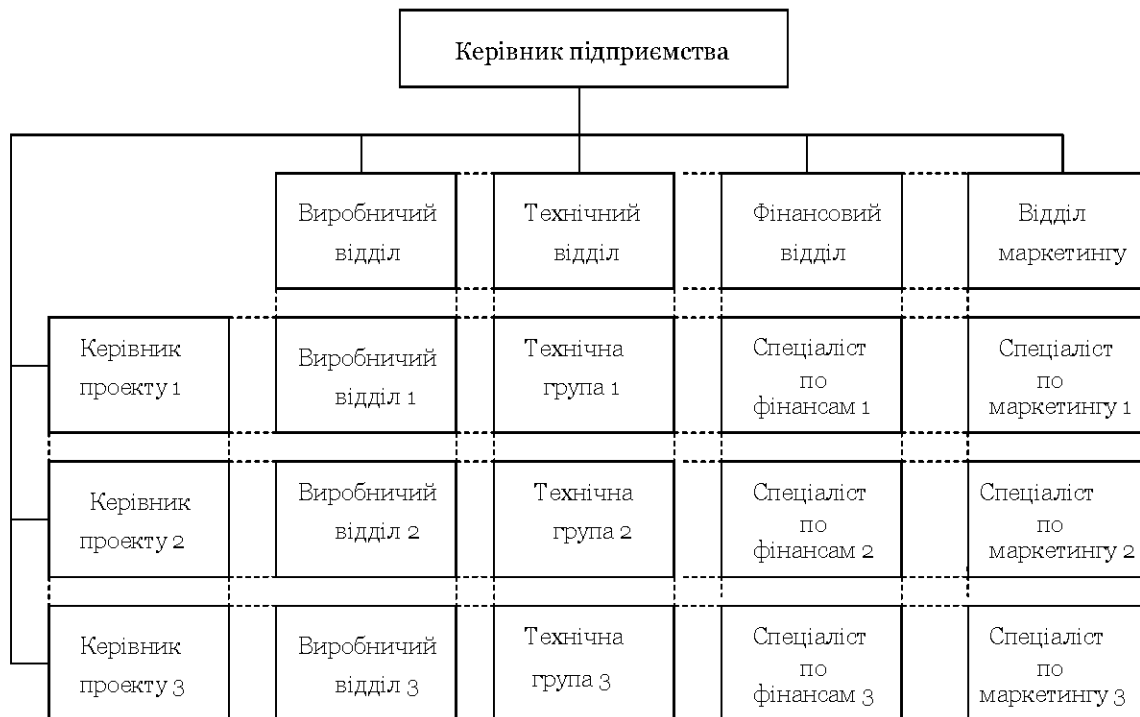 Керівник підприємства
Виробничий
відділ
Технічний
відділ
Фінансовий
відділ
Відділ
маркетингу
Керівник
проекту 1
Виробничий
відділ 1
Технічна
група 1
Спеціаліст
по
фінансам 1
Спеціаліст
по
маркетингу 1
Керівник
проекту 2
Виробничий
відділ 2
Технічна
група 2
Спеціаліст
по
фінансам 2
Спеціаліст
по
маркетингу 2
Керівник
проекту 3
Виробничий
відділ 3
Технічна
група 3
Спеціаліст
по
фінансам 3
Спеціаліст
по
маркетингу 3